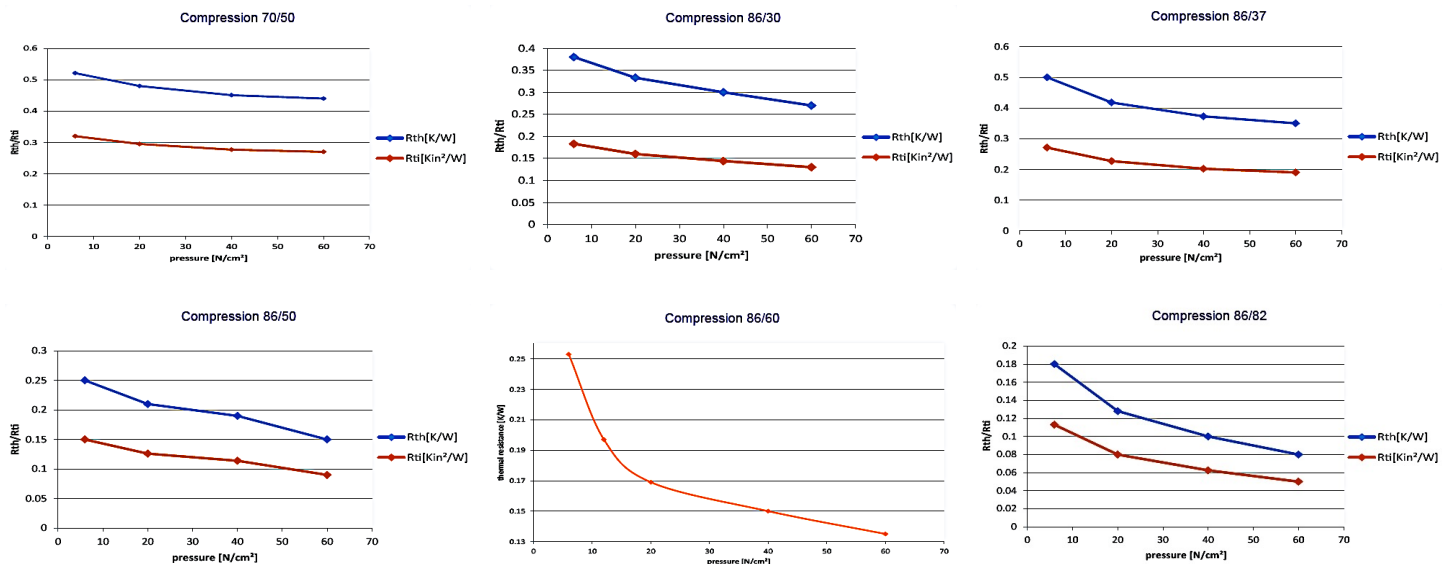 Compression 70/50
0.6
0.5
0.4
0.3
0.2
0.1
0
Rth/Rti
0 10 20 30 40 50 60 70
pressure [N/cm²]
Rth[K/W]
Rti[Kin²/W]
Compression 86/30
0.4
0.35
0.3
0.25
0.2
0.15
0.1
0.05
0
Rth/Rti
0 10 20 30 40 50 60 70
pressure [N/cm²]
Rth[K/W]
Rti[Kin²/W]
Compression 86/37
0.6
0.5
0.4
0.3
0.2
0.1
0
Rth/Rti
0 10 20 30 40 50 60 70
pressure [N/cm²]
Rth[K/W]
Rti[Kin²/W]
Compression 86/50
0.3
0.25
0.2
0.15
0.1
0.05
0
Rth/Rti
0 10 20 30 40 50 60 70
pressure [N/cm²]
Rth[K/W]
Rti[Kin²/W]
Compression 86/60
0.25
0.23
0.21
0.19
0.17
0.15
0.13
thermal resistance [K/W]
0 10 20 30 40 50 60 70
pressure [N/cm²]
Compression 86/82
0.2
0.18
0.16
0.14
0.12
0.1
0.08
0.06
0.04
0.02
0
Rth/Rti
0 10 20 30 40 50 60 70
pressure [N/cm²]
Rth[K/W]
Rti[Kin²/W]